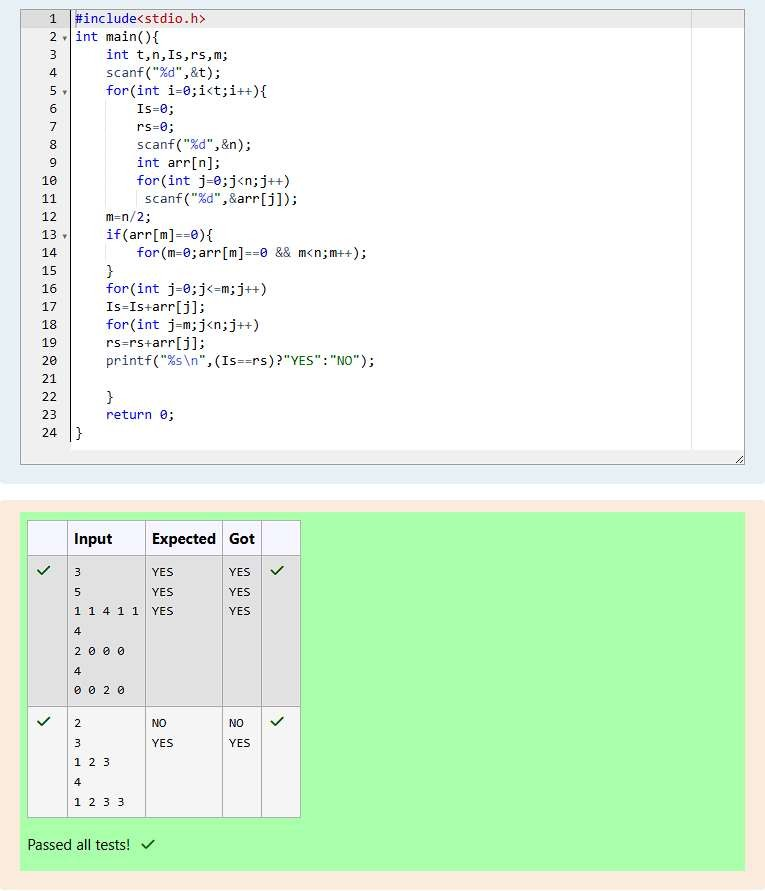 1 #include<stdio.h>
2 int main(){
3     int t,n,Is,rs,m;
4     scanf("%d",&t);
5     for(int i=0;i<t;i++){
6         Is=0;
7         rs=0;
8         scanf("%d",&n);
9         int arr[n];
10         for(int j=0;j<n;j++)
11          scanf("%d",&arr[j]);
12     m=n/2;
13     if(arr[m]==0){
14         for(m=0;arr[m]==0 && m<n;m++);
15     }
16     for(int j=0;j<=m;j++)
17     Is=Is+arr[j];
18     for(int j=m;j<n;j++)
19     rs=rs+arr[j];
20     printf("%s\n",(Is==rs)?"YES":"NO");
21
22     }
23     return 0;
24 }
Input Expected Got
3 YES YES
5 YES YES
1 1 4 1 1 YES YES
4
2 0 0 0
4
0 0 2 0
2 NO NO
3 YES YES
1 2 3
4
1 2 3 3
Passed all tests!